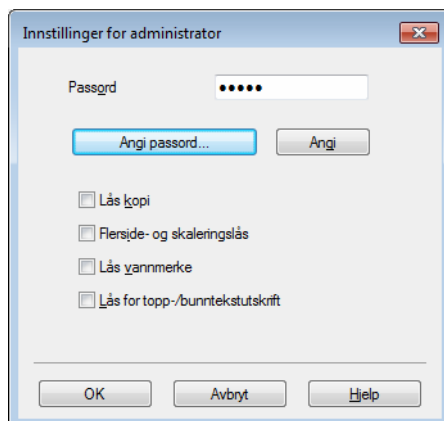 Innstillinger for administrator
Passord •••••
Angi passord... Angi
Lås kopi
Flerside- og skaleringslås
Lås vannmerke
Lås for topp-/bunntekstutskrift
OK Avbryt Hjelp